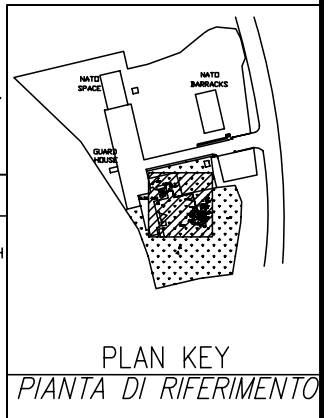 NATO
SPACE
NATO
BARRACKS
GUARD
HOUSE
PLAN KEY
PIANTA DI RIFERIMENTO